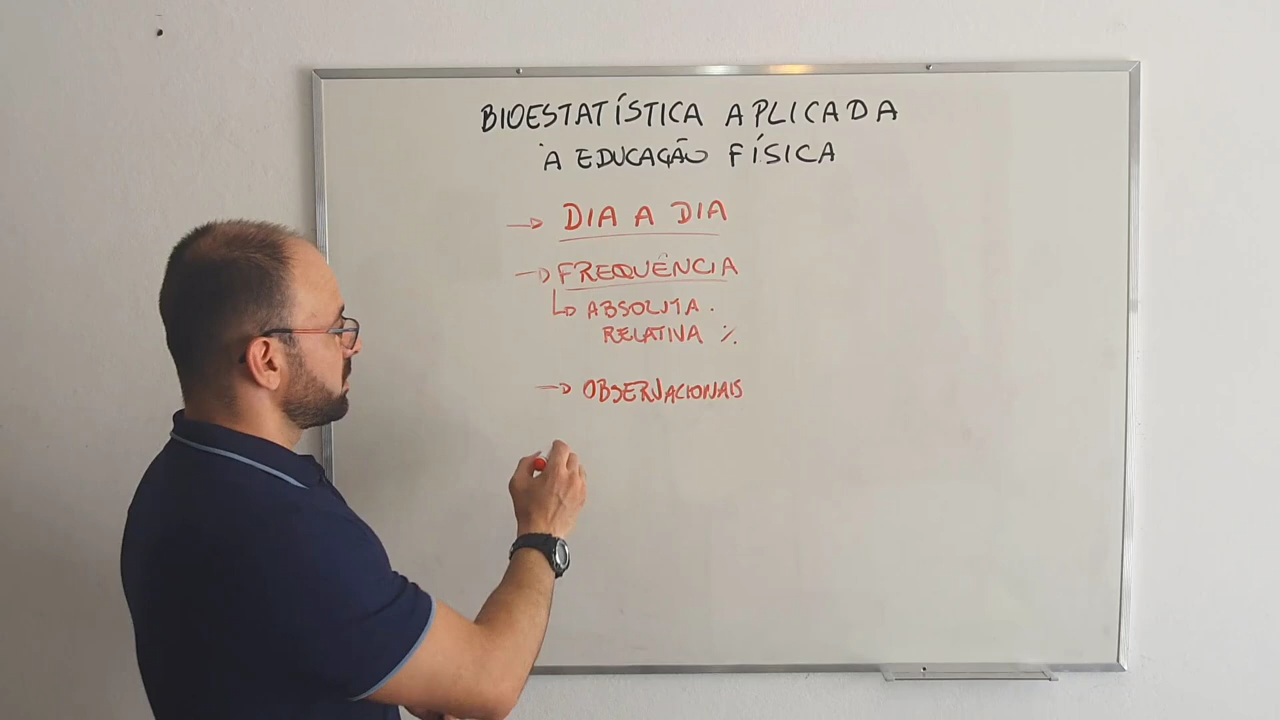 BIOESTATÍSTICA APLICADA
À EDUCAÇÃO FÍSICA
→ DIA A DIA
→ FREQUÊNCIA
↳ ABSOLUTA.
RELATIVA %
→ OBSERVACIONAIS